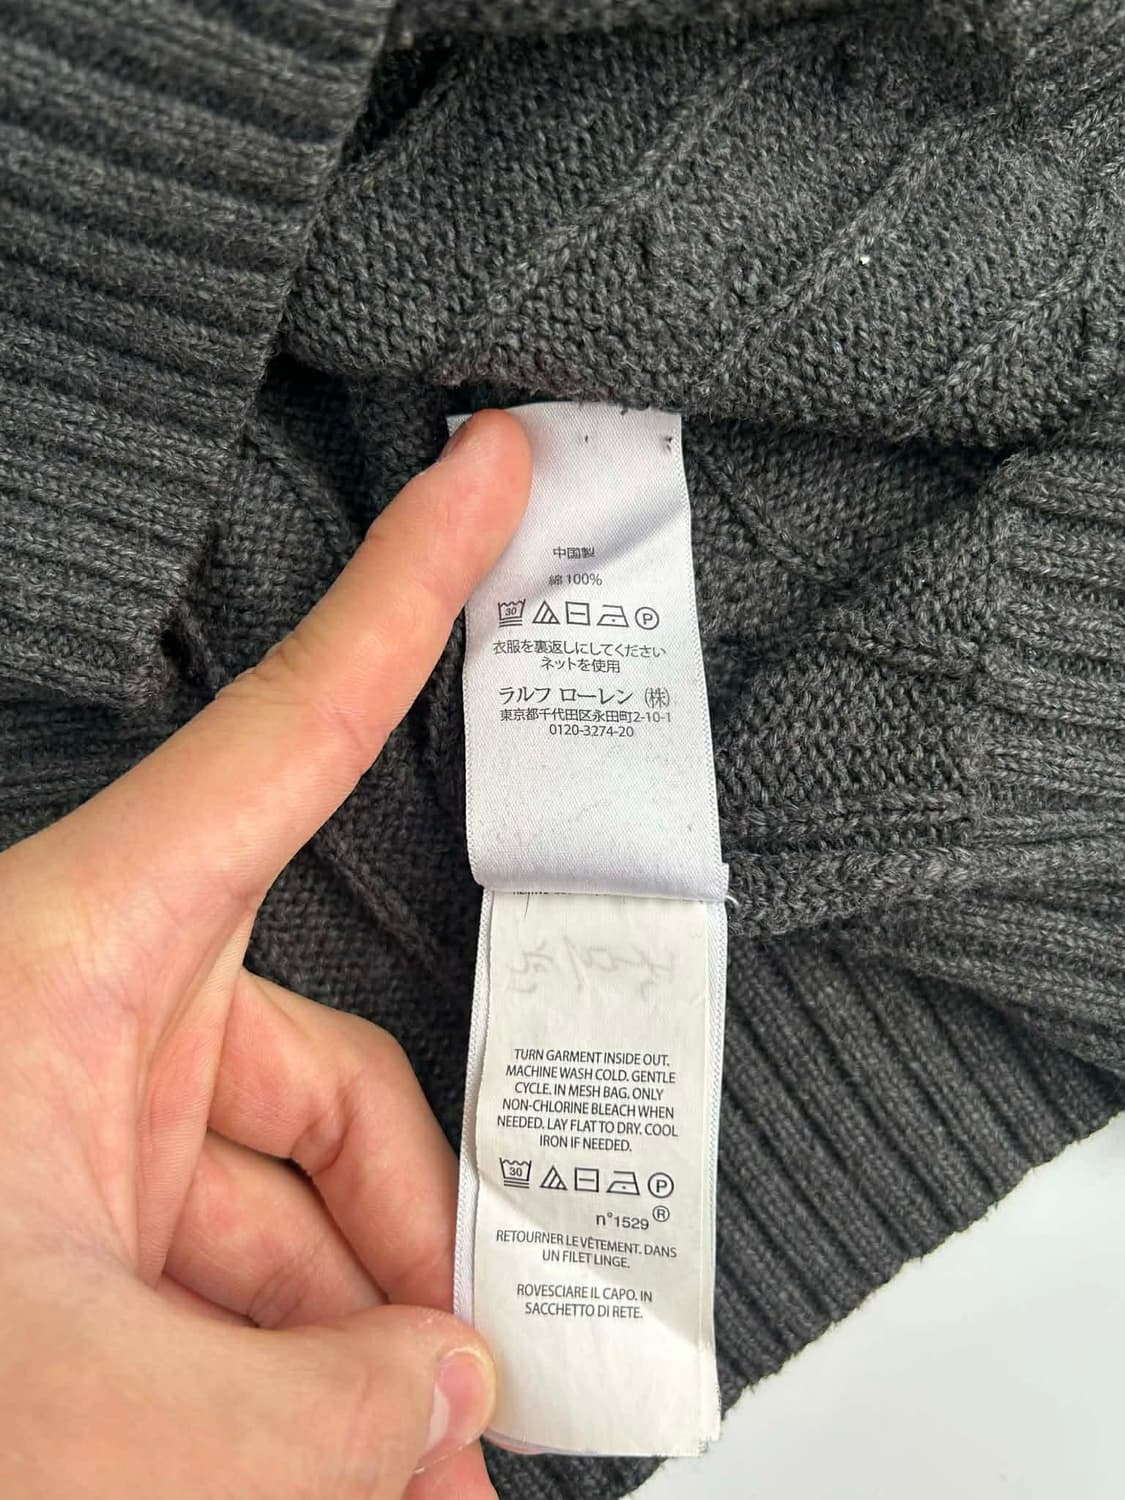 中国製
綿 100%
30
P
衣服を裏返しにしてください
ネットを使用
ラルフ ローレン (株)
東京都千代田区永田町2-10-1
0120-3274-20
TURN GARMENT INSIDE OUT.
MACHINE WASH COLD. GENTLE
CYCLE. IN MESH BAG. ONLY
NON-CHLORINE BLEACH WHEN
NEEDED. LAY FLAT TO DRY. COOL
IRON IF NEEDED.
30
P
n°1529 ®
RETOURNER LE VÊTEMENT. DANS
UN FILET LINGE.
ROVESCIARE IL CAPO. IN
SACCHETTO DI RETE.